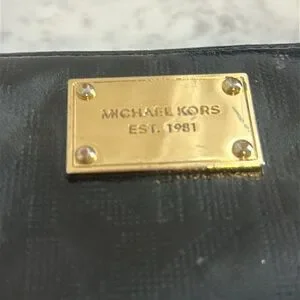 MICHAEL KORS
EST. 1981